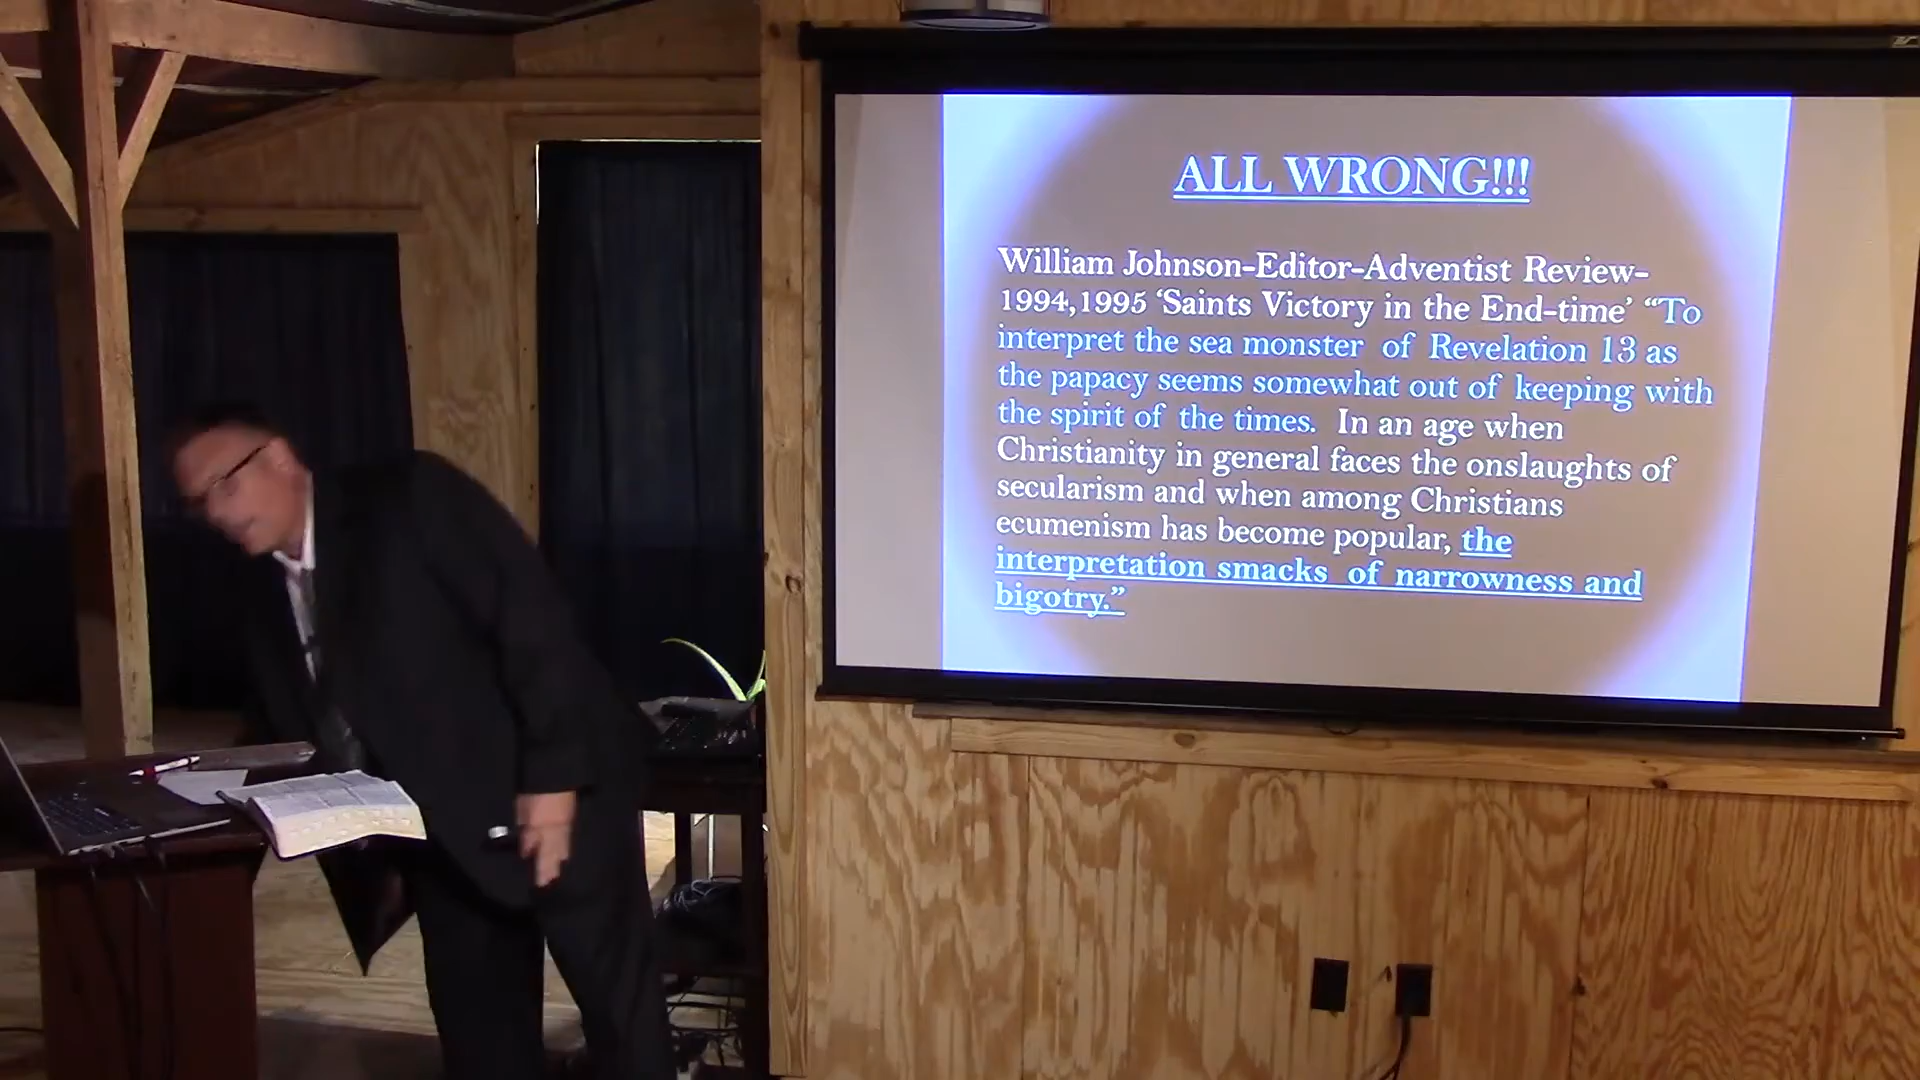 ALL WRONG!!!
William Johnson-Editor-Adventist Review-
1994,1995 ‘Saints Victory in the End-time’ “To
interpret the sea monster of Revelation 13 as
the papacy seems somewhat out of keeping with
the spirit of the times. In an age when
Christianity in general faces the onslaughts of
secularism and when among Christians
ecumenism has become popular, the
interpretation smacks of narrowness and
bigotry.”